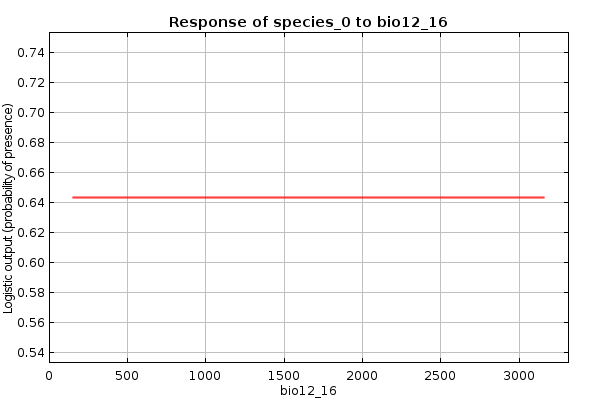 Response of species_0 to bio12_16
Logistic output (probability of presence)
0.74
0.72
0.70
0.68
0.66
0.64
0.62
0.60
0.58
0.56
0.54
0 500 1000 1500 2000 2500 3000
bio12_16